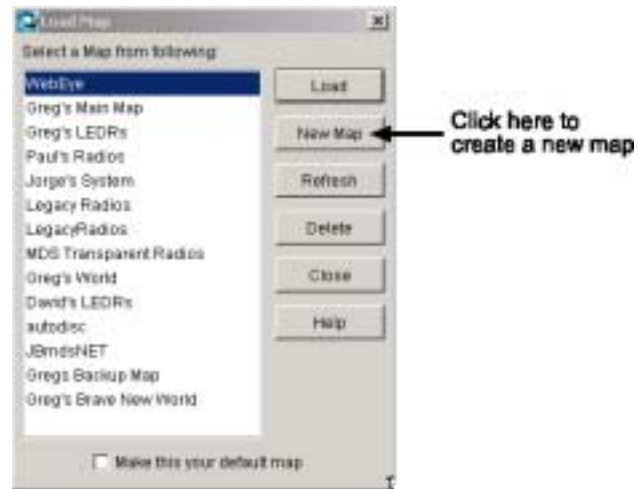 Load Map
Select a Map from following:
WebEye
Greg's Main Map
Greg's LEDRs
Paul's Radios
Jorge's System
Legacy Radios
LegacyRadios
MDS Transparent Radios
Greg's World
David's LEDRs
autodisc
JBmdsNET
Gregs Backup Map
Greg's Brave New World
Load
New Map
Refresh
Delete
Close
Help
Make this your default map
Click here to
create a new map